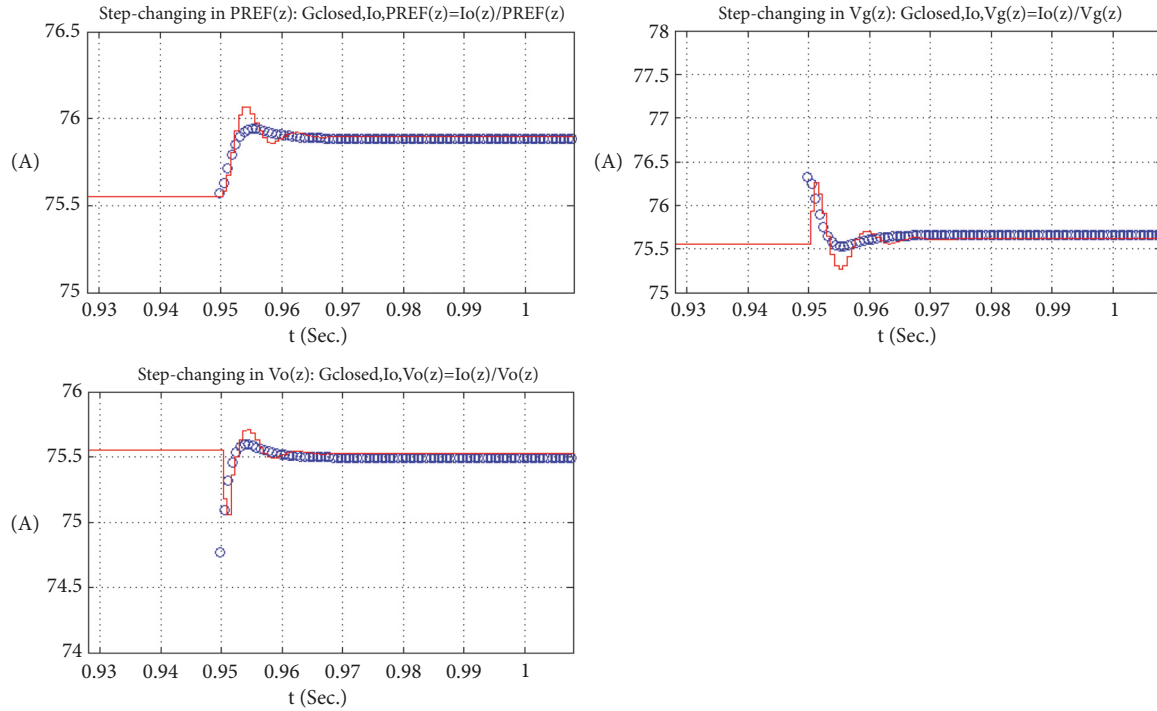 Step-changing in PREF(z): Gclosed,Io,PREF(z)=Io(z)/PREF(z)
76.5
76
(A)
75.5
75
0.93 0.94 0.95 0.96 0.97 0.98 0.99 1
t (Sec.)
Step-changing in Vg(z): Gclosed,Io,Vg(z)=Io(z)/Vg(z)
78
77.5
77
76.5
(A)
76
75.5
75
0.93 0.94 0.95 0.96 0.97 0.98 0.99 1
t (Sec.)
Step-changing in Vo(z): Gclosed,Io,Vo(z)=Io(z)/Vo(z)
76
75.5
(A)
75
74.5
74
0.93 0.94 0.95 0.96 0.97 0.98 0.99 1
t (Sec.)